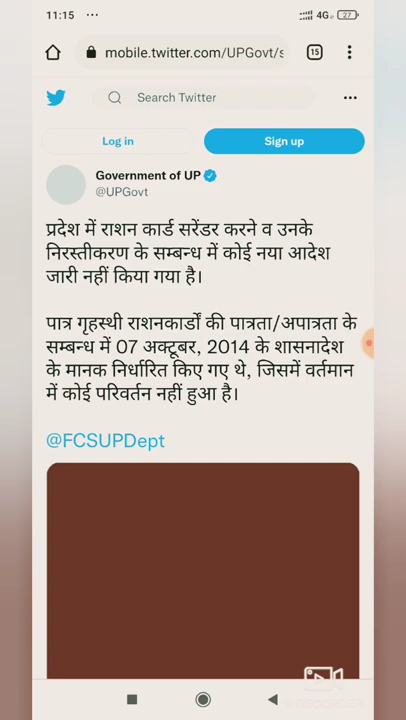 11:15 ...
4G 27
mobile.twitter.com/UPGovt/s
15
Search Twitter
Log in
Sign up
Government of UP
@UPGovt
प्रदेश में राशन कार्ड सरेंडर करने व उनके
निरस्तीकरण के सम्बन्ध में कोई नया आदेश
जारी नहीं किया गया है।
पात्र गृहस्थी राशनकार्डों की पात्रता/अपात्रता के
सम्बन्ध में 07 अक्टूबर, 2014 के शासनादेश
के मानक निर्धारित किए गए थे, जिसमें वर्तमान
में कोई परिवर्तन नहीं हुआ है।
@FCSUPDept